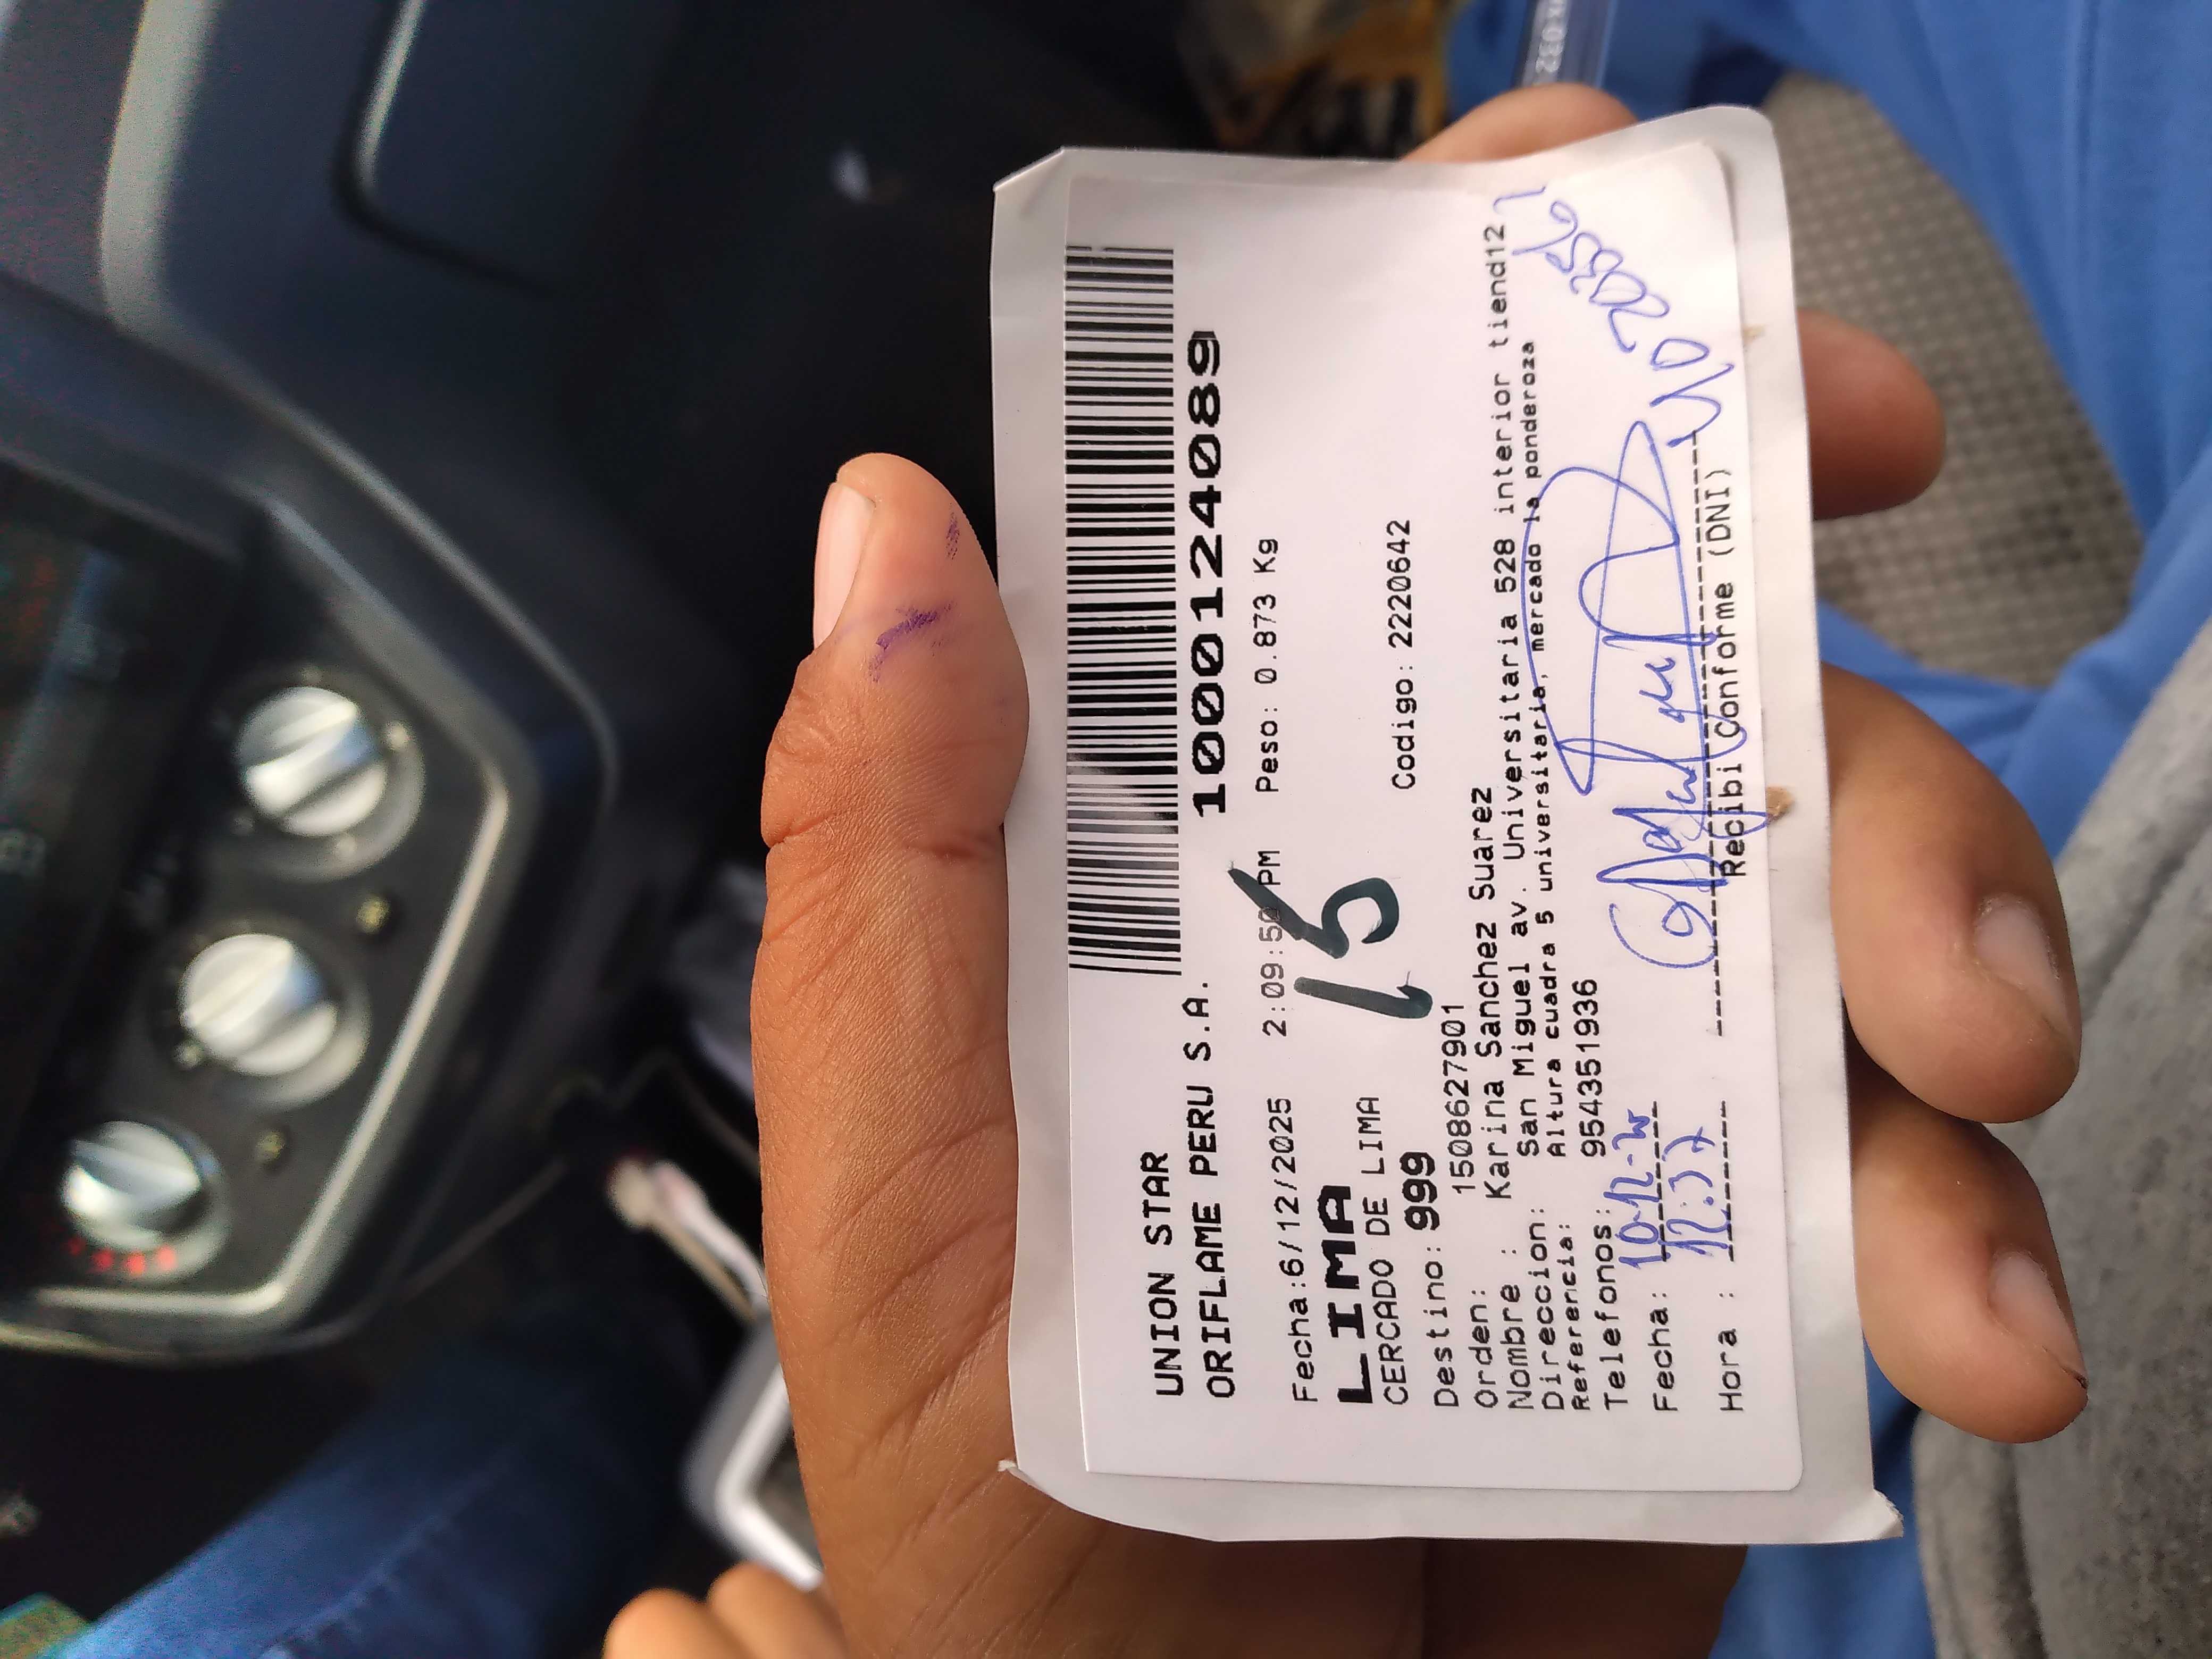 UNION STAR
ORIFLAME PERU S.A.
10001124089
Fecha:6/12/2025 2:09:50 PM Peso: 0.873 Kg
LIMA
15
CERCADO DE LIMA
Destino: 999 Codigo: 2220642
Orden: 1508627901
Nombre : Karina Sanchez Suarez
Direccion: San Miguel av. Universitaria 528 interior tiend12
Referencia: Altura cuadra 5 universitaria, mercado la ponderoza
Telefonos: 954351936
Fecha: 10-12-
Hora : 12:37
Recibi Conforme (DNI)